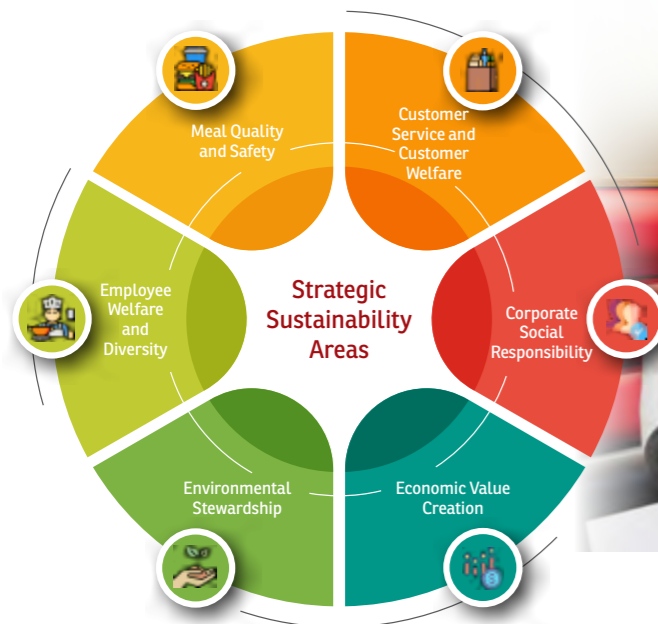 Strategic
Sustainability
Areas
Meal Quality
and Safety
Customer
Service and
Customer
Welfare
Corporate
Social
Responsibility
Economic Value
Creation
Environmental
Stewardship
Employee
Welfare
and
Diversity